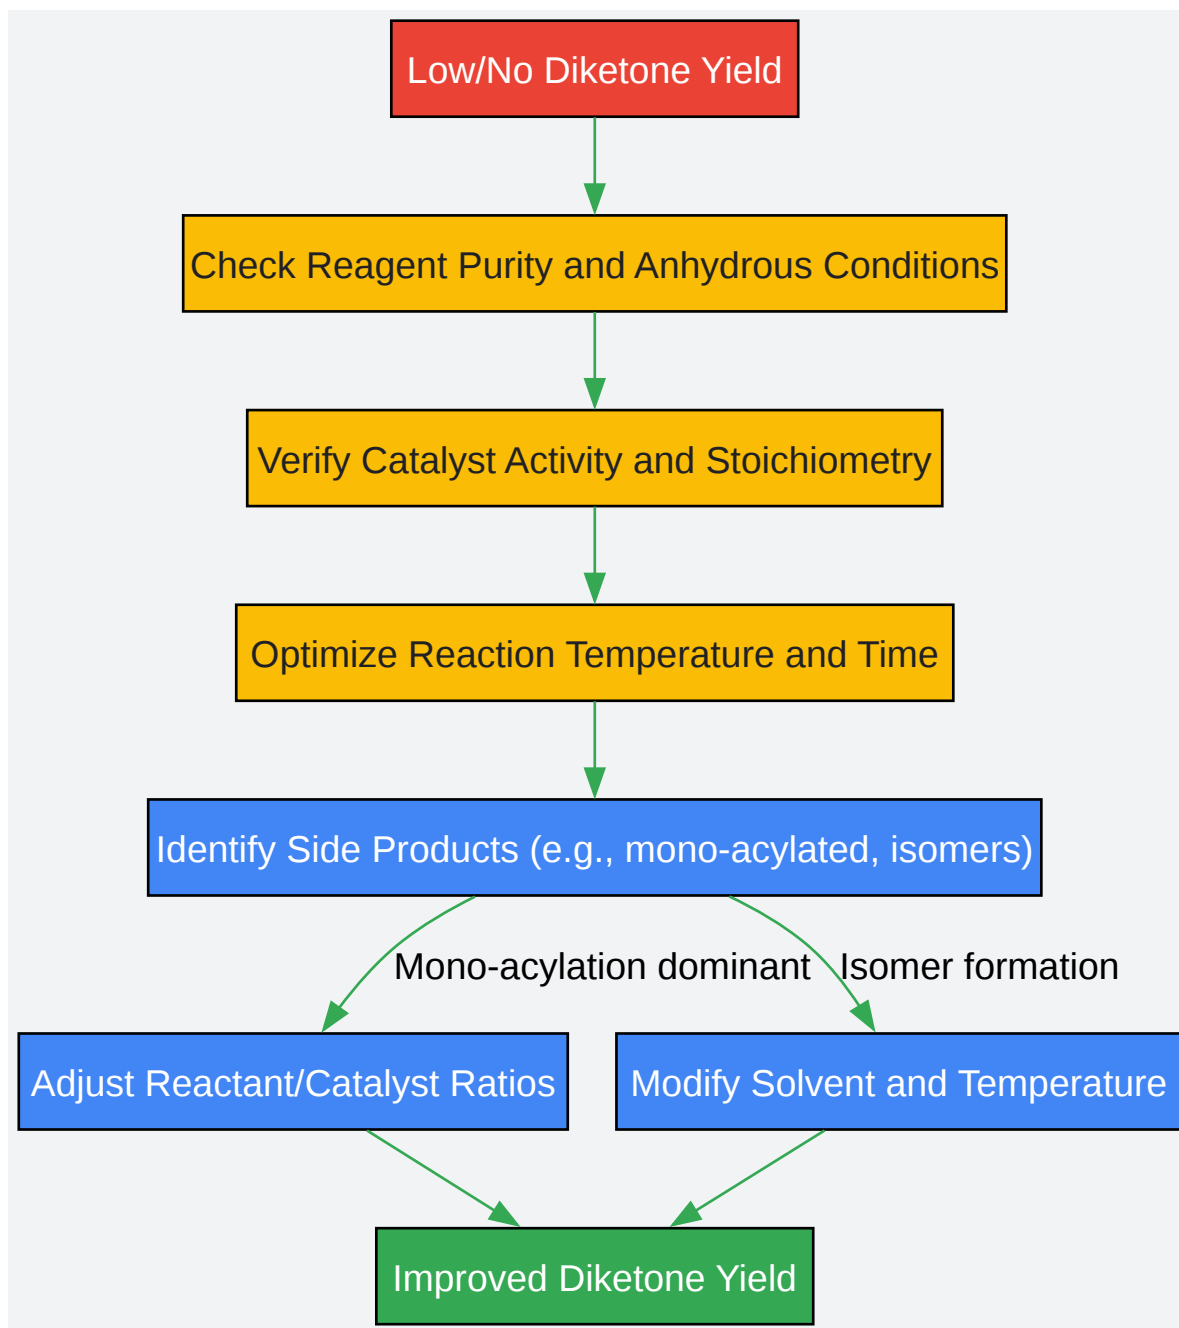 Low/No Diketone Yield
Check Reagent Purity and Anhydrous Conditions
Verify Catalyst Activity and Stoichiometry
Optimize Reaction Temperature and Time
Identify Side Products (e.g., mono-acylated, isomers)
Mono-acylation dominant
Isomer formation
Adjust Reactant/Catalyst Ratios
Modify Solvent and Temperature
Improved Diketone Yield